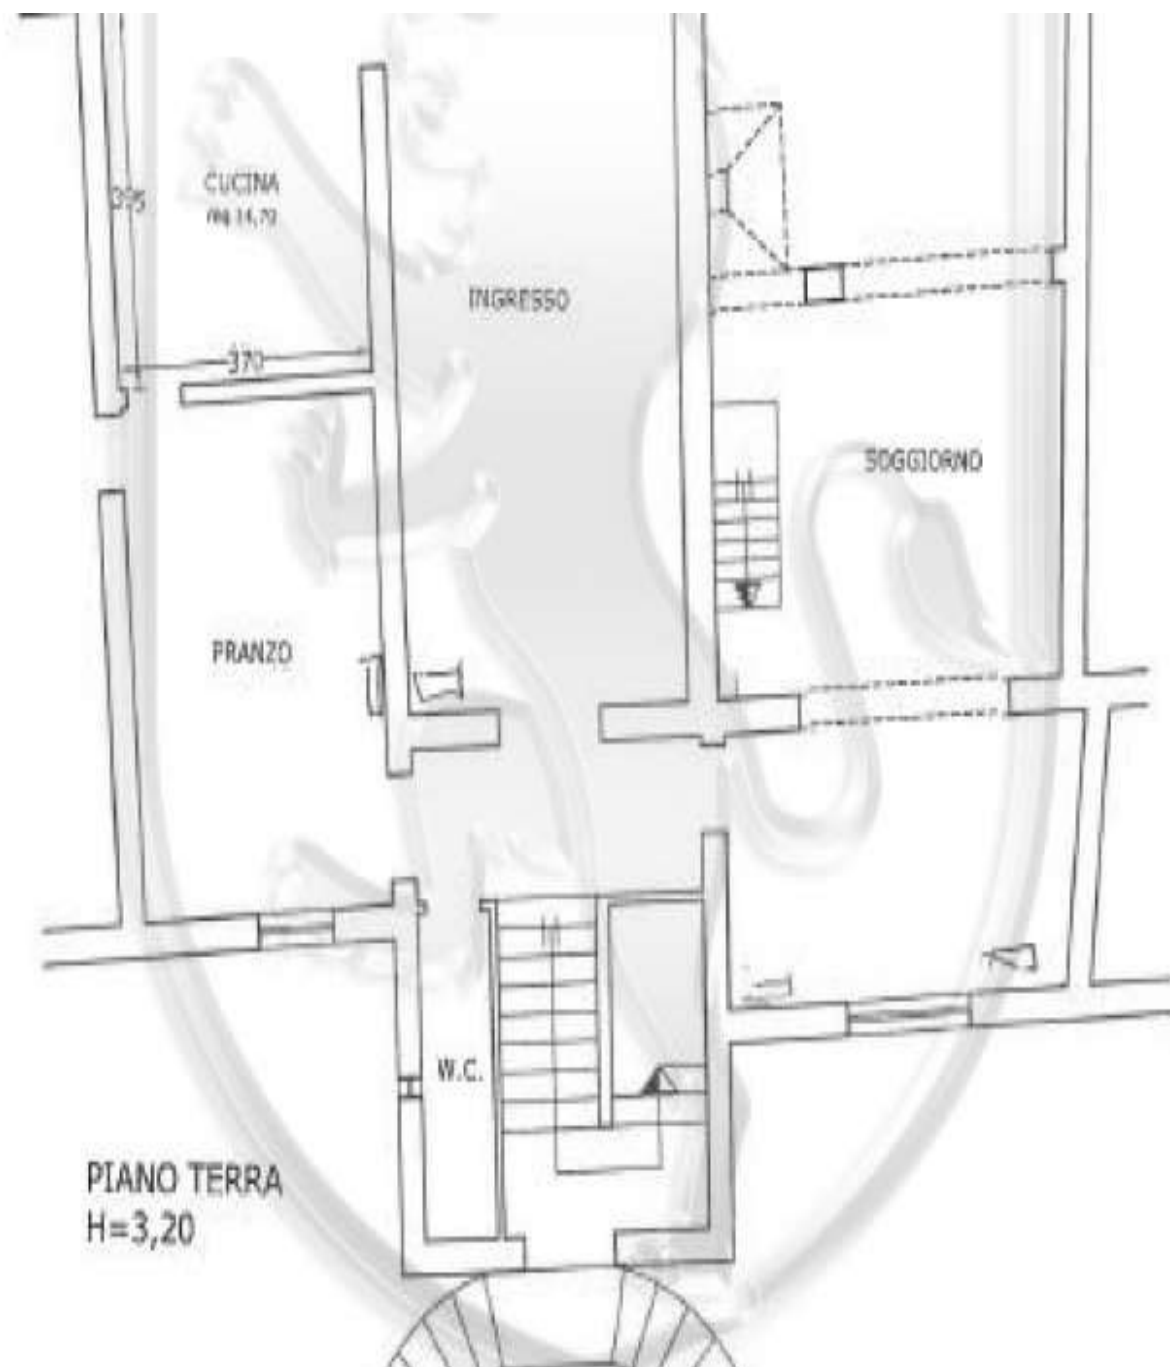 CUCINA
395
INGRESSO
370
SOGGIORNO
PRANZO
W.C.
PIANO TERRA
H=3,20